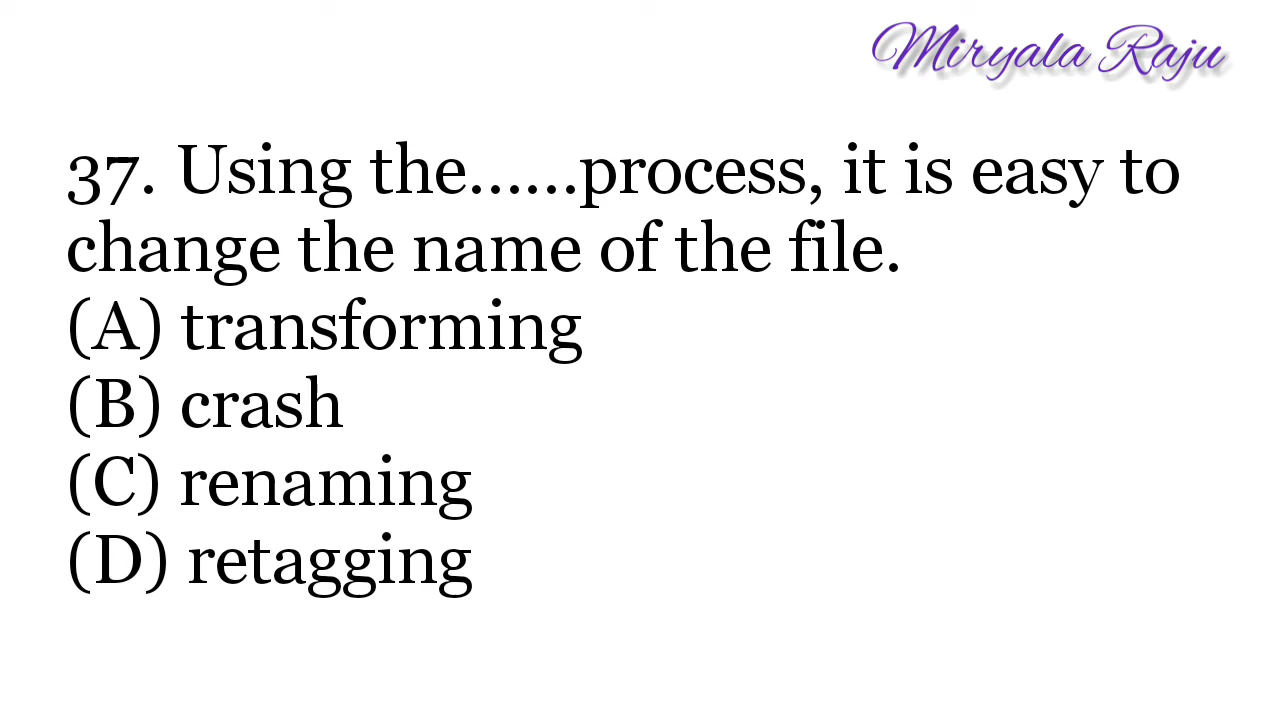 Miryala Raju
37. Using the......process, it is easy to
change the name of the file.
(A) transforming
(B) crash
(C) renaming
(D) retagging